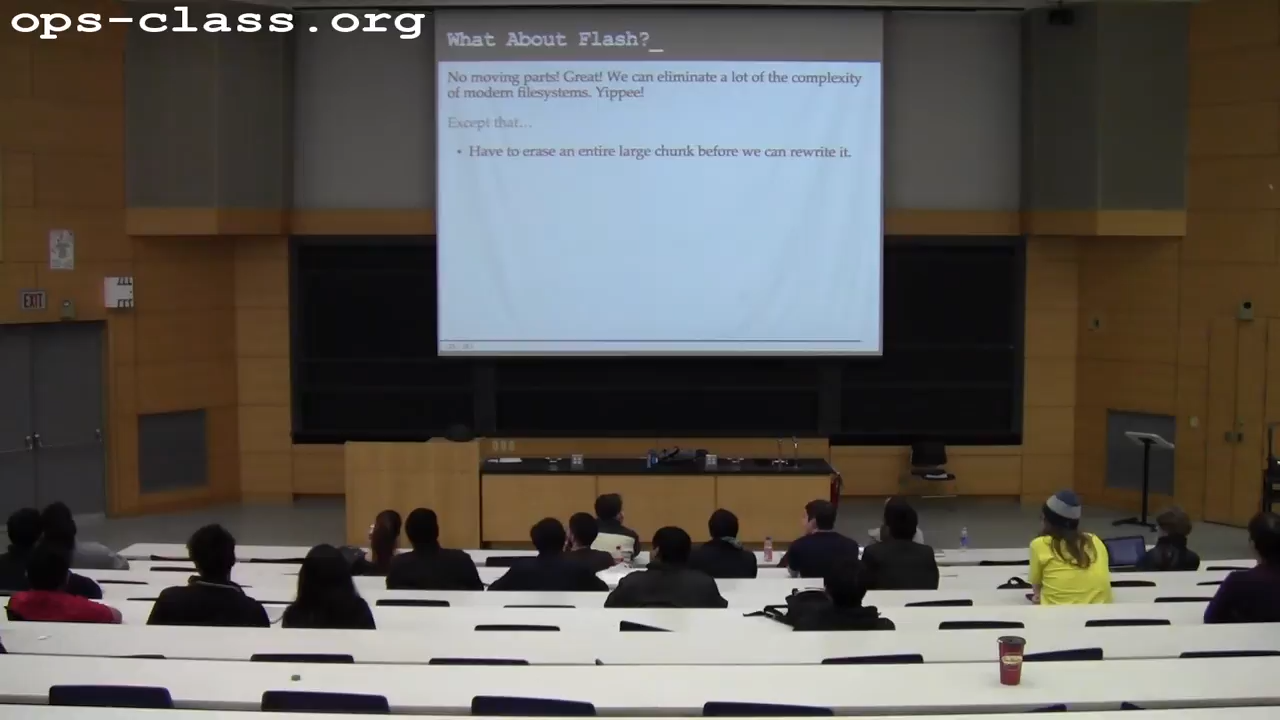 ops-class.org
What About Flash?_
No moving parts! Great! We can eliminate a lot of the complexity
of modern filesystems. Yippee!
Except that...
• Have to erase an entire large chunk before we can rewrite it.
EXIT